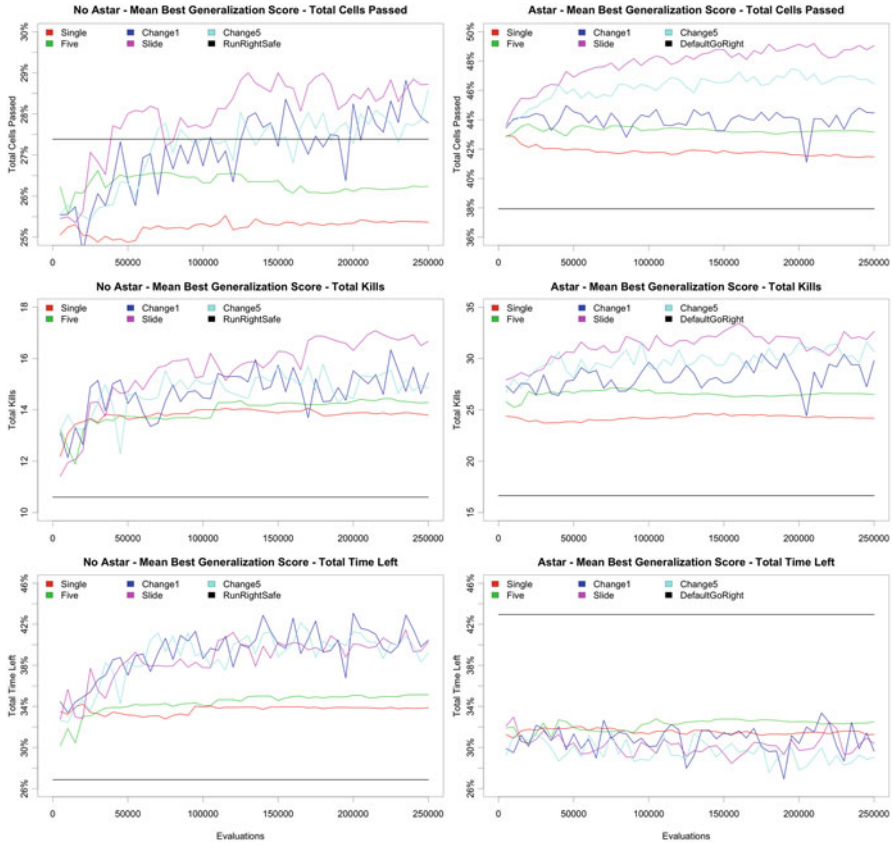 No Astar - Mean Best Generalization Score - Total Cells Passed
Single Change1 Change5
Five Slide RunRightSafe
Total Cells Passed
30%
29%
28%
27%
26%
25%
0 50000 100000 150000 200000 250000
Astar - Mean Best Generalization Score - Total Cells Passed
Single Change1 Change5
Five Slide DefaultGoRight
Total Cells Passed
50%
48%
46%
44%
42%
40%
38%
36%
0 50000 100000 150000 200000 250000
No Astar - Mean Best Generalization Score - Total Kills
Single Change1 Change5
Five Slide RunRightSafe
Total Kills
18
16
14
12
10
0 50000 100000 150000 200000 250000
Astar - Mean Best Generalization Score - Total Kills
Single Change1 Change5
Five Slide DefaultGoRight
Total Kills
35
30
25
20
15
0 50000 100000 150000 200000 250000
No Astar - Mean Best Generalization Score - Total Time Left
Single Change1 Change5
Five Slide RunRightSafe
Total Time Left
46%
42%
38%
34%
30%
26%
0 50000 100000 150000 200000 250000
Evaluations
Astar - Mean Best Generalization Score - Total Time Left
Single Change1 Change5
Five Slide DefaultGoRight
Total Time Left
46%
42%
38%
34%
30%
26%
0 50000 100000 150000 200000 250000
Evaluations